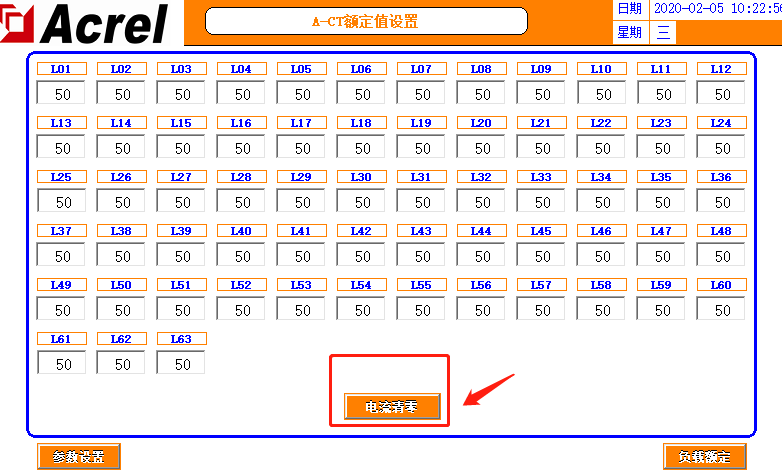 Acrel
A-CT额定值设置
日期 2020-02-05 10:22:56
星期 三
L01 L02 L03 L04 L05 L06 L07 L08 L09 L10 L11 L12
50 50 50 50 50 50 50 50 50 50 50 50
L13 L14 L15 L16 L17 L18 L19 L20 L21 L22 L23 L24
50 50 50 50 50 50 50 50 50 50 50 50
L25 L26 L27 L28 L29 L30 L31 L32 L33 L34 L35 L36
50 50 50 50 50 50 50 50 50 50 50 50
L37 L38 L39 L40 L41 L42 L43 L44 L45 L46 L47 L48
50 50 50 50 50 50 50 50 50 50 50 50
L49 L50 L51 L52 L53 L54 L55 L56 L57 L58 L59 L60
50 50 50 50 50 50 50 50 50 50 50 50
L61 L62 L63
50 50 50
电流清零
参数设置 负载额定